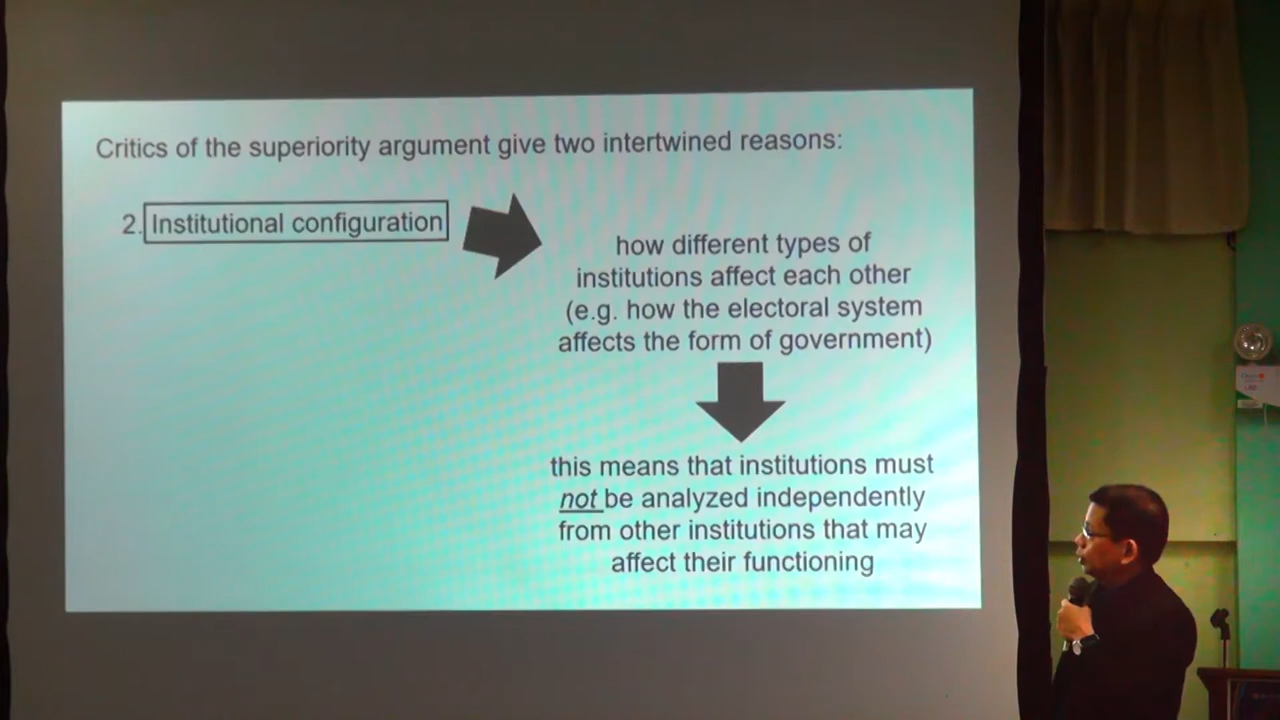 Critics of the superiority argument give two intertwined reasons:
2. Institutional configuration
how different types of
institutions affect each other
(e.g. how the electoral system
affects the form of government)
this means that institutions must
not be analyzed independently
from other institutions that may
affect their functioning